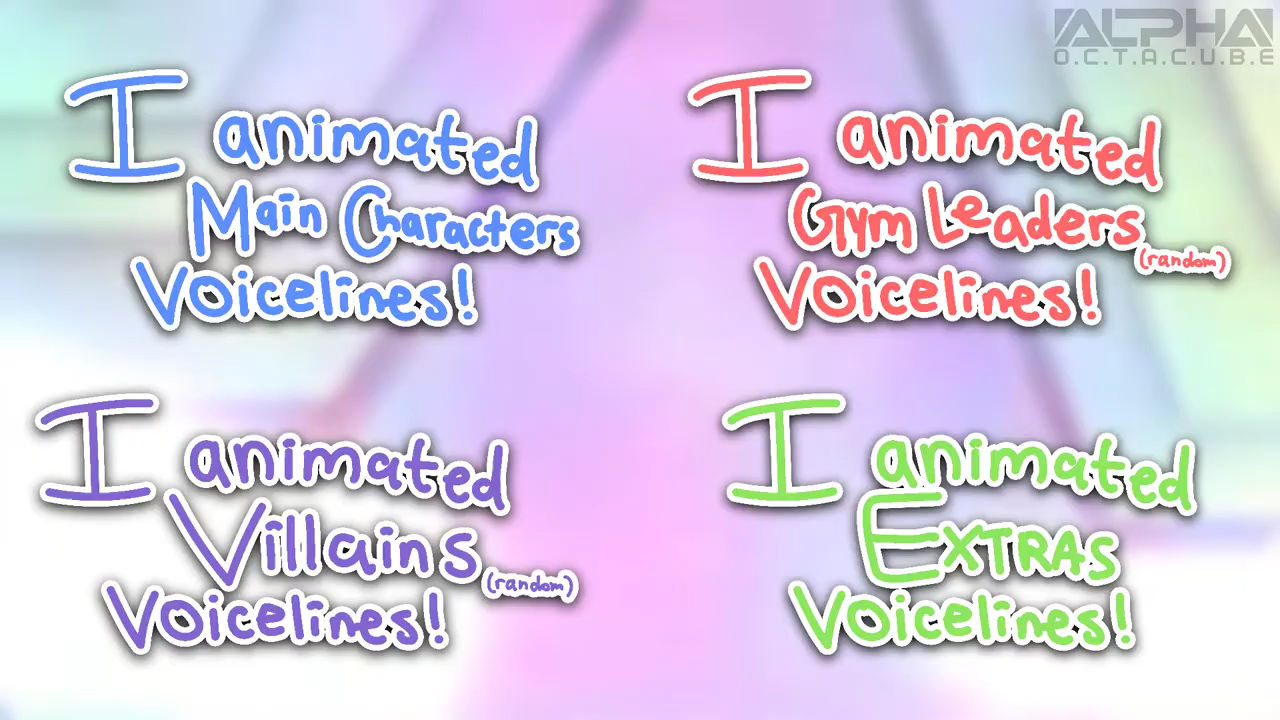 ALPHA
O.C.T.A.C.U.B.E
I animated
Main Characters
Voicelines!
I animated
Gym Leaders
(random)
Voicelines!
I animated
Villains
(random)
Voicelines!
I animated
EXTRAS
Voicelines!